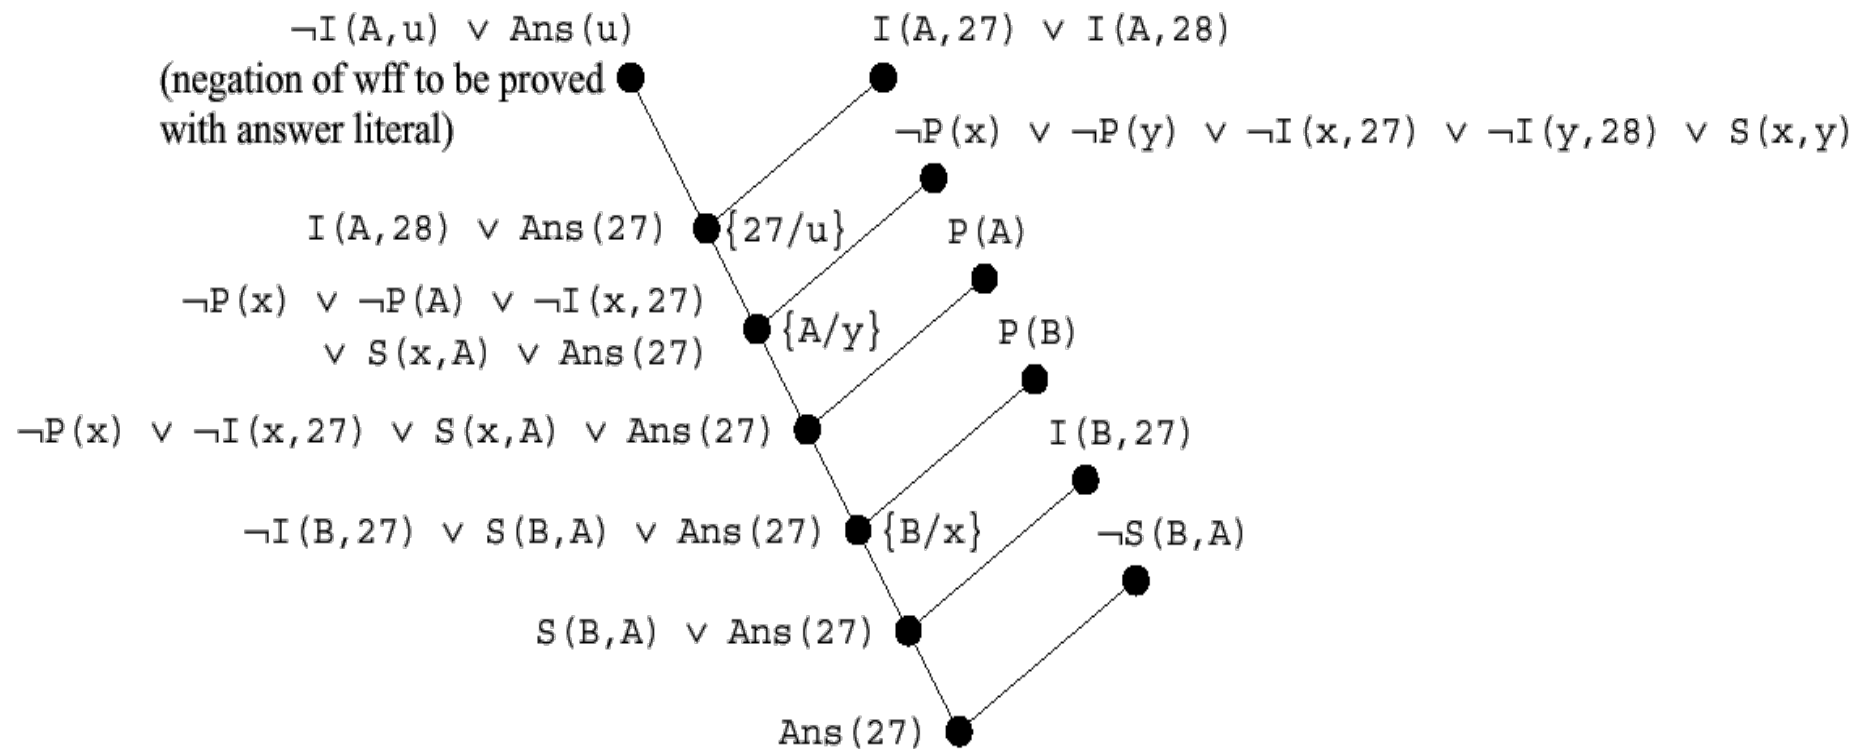 ¬I(A,u) ∨ Ans(u)
I(A,27) ∨ I(A,28)
(negation of wff to be proved
with answer literal)
¬P(x) ∨ ¬P(y) ∨ ¬I(x,27) ∨ ¬I(y,28) ∨ S(x,y)
I(A,28) ∨ Ans(27)
{27/u}
P(A)
¬P(x) ∨ ¬P(A) ∨ ¬I(x,27)
∨ S(x,A) ∨ Ans(27)
{A/y}
P(B)
¬P(x) ∨ ¬I(x,27) ∨ S(x,A) ∨ Ans(27)
I(B,27)
¬I(B,27) ∨ S(B,A) ∨ Ans(27)
{B/x}
¬S(B,A)
S(B,A) ∨ Ans(27)
Ans(27)